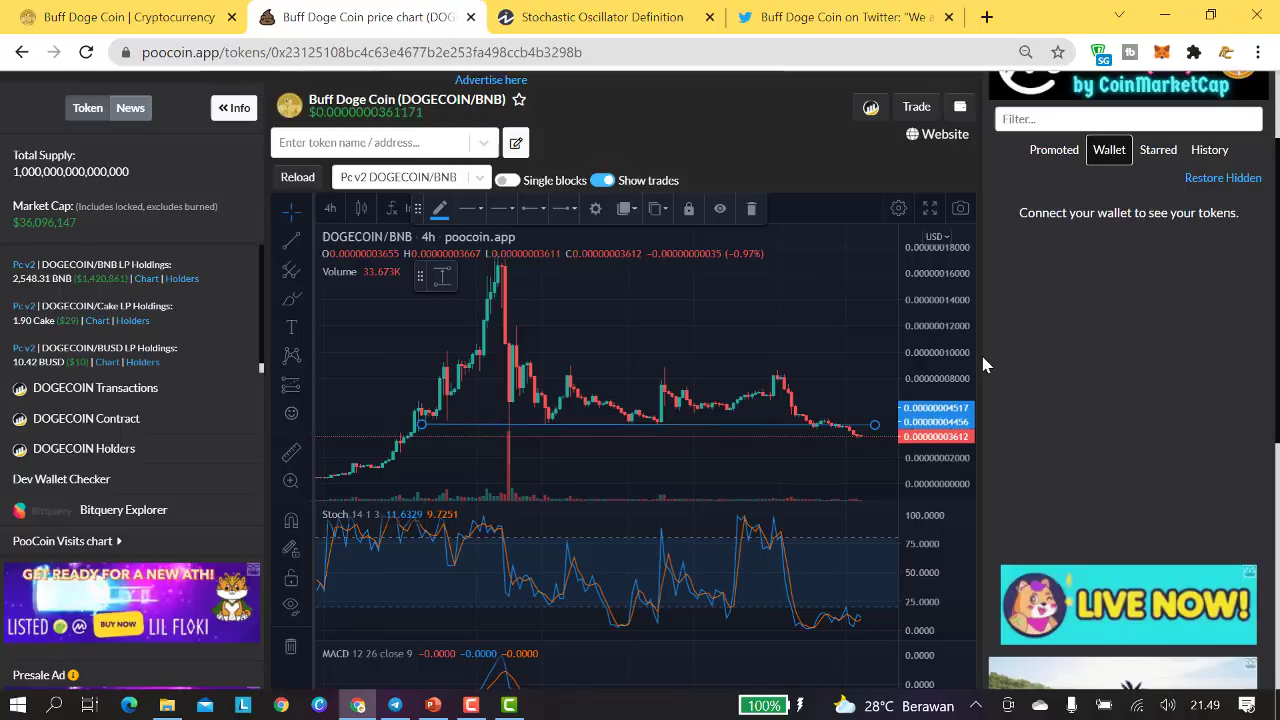 Buff Doge Coin | Cryptocurrency
Buff Doge Coin price chart (DOG
Stochastic Oscillator Definition
Buff Doge Coin on Twitter: "We a
poocoin.app/tokens/0x23125108bc4c63e4677b2e253fa498ccb4b3298b
SG
tb
Advertise here
by CoinMarketCap
Token
News
Info
Buff Doge Coin (DOGECOIN/BNB)
$0.0000000361171
Trade
Filter...
Enter token name / address...
Website
Promoted
Wallet
Starred
History
Total Supply:
1,000,000,000,000,000
Reload
Pc v2 DOGECOIN/BNB
Single blocks
Show trades
Restore Hidden
Market Cap: (Includes locked, excludes burned)
$36,096,147
4h
Connect your wallet to see your tokens.
DOGECOIN/BNB · 4h · poocoin.app
USD
O0.00000003655 H0.00000003667 L0.00000003611 C0.00000003612 −0.00000000035 (−0.97%)
Volume 33.673K
Pc v2 | DOGECOIN/BNB LP Holdings:
2,548.31 BNB ($1,420,861) | Chart | Holders
Pc v2 | DOGECOIN/Cake LP Holdings:
1.90 Cake ($29) | Chart | Holders
Pc v2 | DOGECOIN/BUSD LP Holdings:
10.42 BUSD ($10) | Chart | Holders
DOGECOIN Transactions
DOGECOIN Contract
DOGECOIN Holders
Dev Wallet Checker
Bitquery
Bitquery Explorer
PooCoin Visits chart
0.00000018000
0.00000016000
0.00000014000
0.00000012000
0.00000010000
0.00000008000
0.00000004517
0.00000004456
0.00000003612
0.00000002000
0.00000000000
Stoch 14 1 3 11.6329 9.7251
100.0000
75.0000
50.0000
25.0000
0.0000
MACD 12 26 close 9 −0.0000 −0.0000 −0.0000
0.0000
0.0000
GET READY FOR A NEW ATH!
LISTED
BUY NOW
LIL FLOKI
LIVE NOW!
Presale Ad
100%
28°C Berawan
21.49